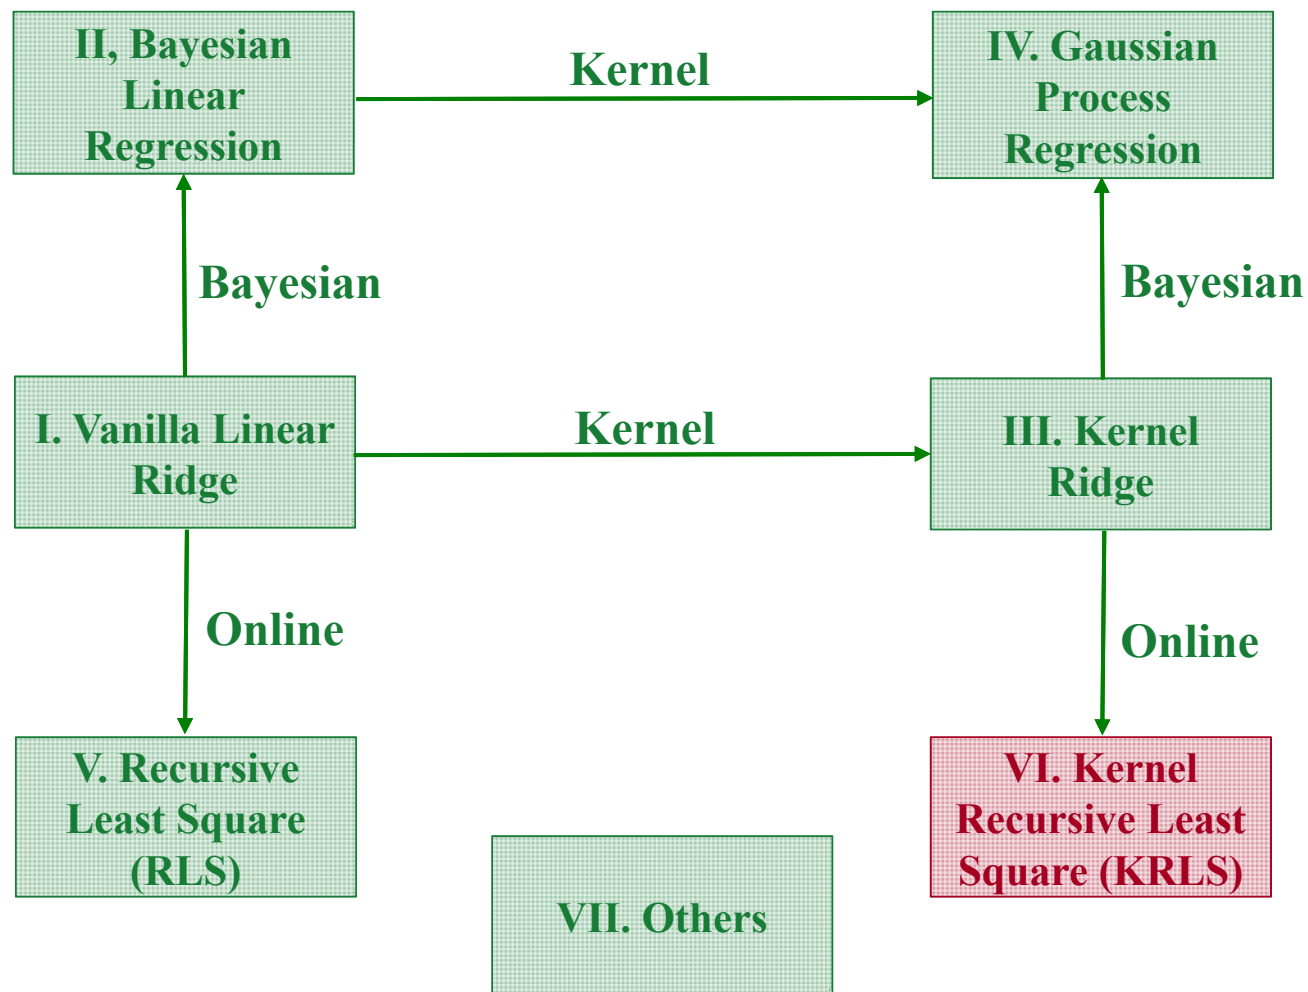 II, Bayesian
Linear
Regression
Kernel
IV. Gaussian
Process
Regression
Bayesian
Bayesian
I. Vanilla Linear
Ridge
Kernel
III. Kernel
Ridge
Online
Online
V. Recursive
Least Square
(RLS)
VI. Kernel
Recursive Least
Square (KRLS)
VII. Others